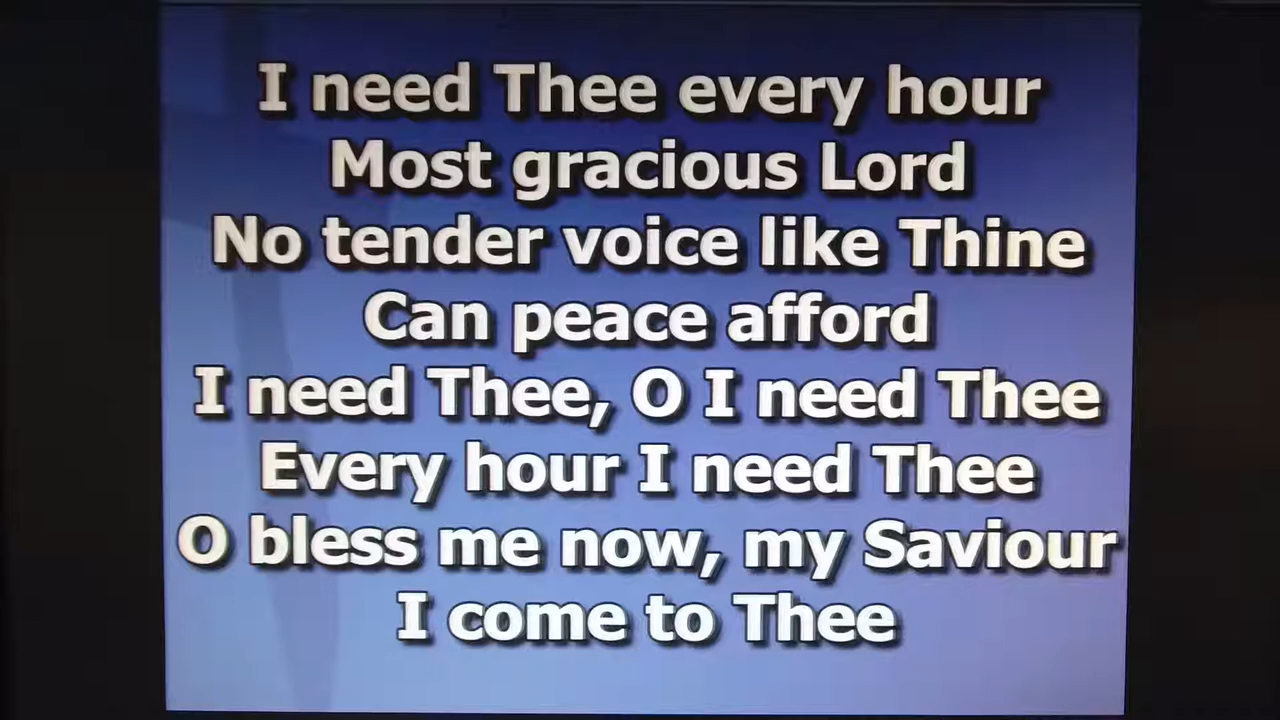 I need Thee every hour
Most gracious Lord
No tender voice like Thine
Can peace afford
I need Thee, O I need Thee
Every hour I need Thee
O bless me now, my Saviour
I come to Thee